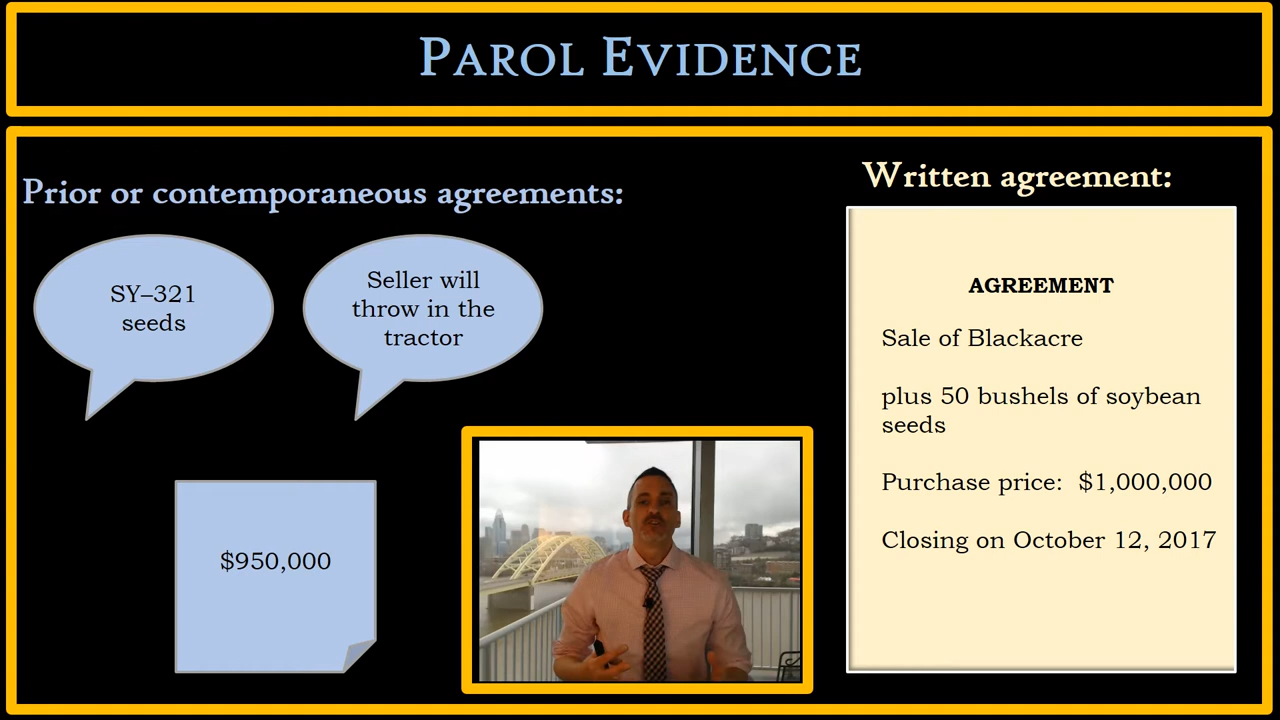 PAROL EVIDENCE
Prior or contemporaneous agreements:
SY–321
seeds
Seller will
throw in the
tractor
$950,000
Written agreement:
AGREEMENT
Sale of Blackacre
plus 50 bushels of soybean
seeds
Purchase price: $1,000,000
Closing on October 12, 2017